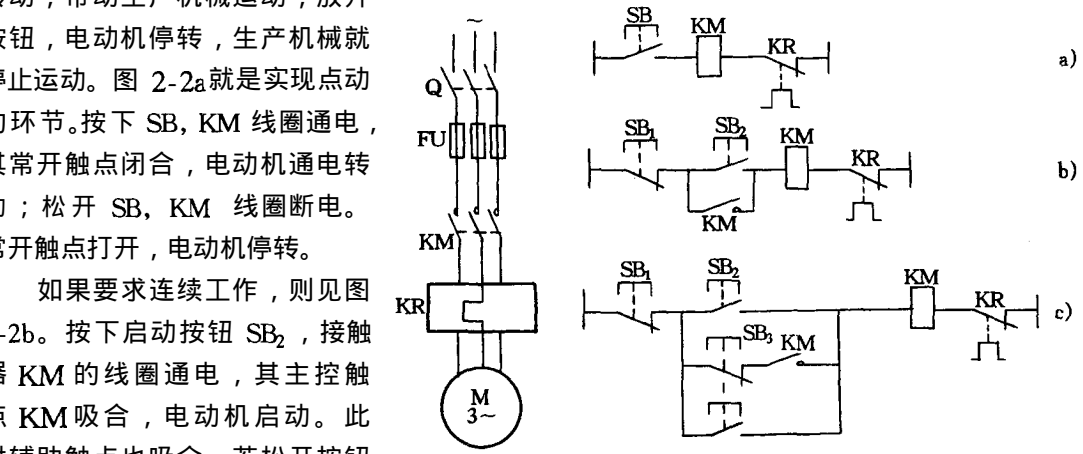 转动，带动生产机械运动；放开
按钮，电动机停转，生产机械就
停止运动。图 2-2a就是实现点动
的环节。按下 SB, KM 线圈通电，
其常开触点闭合，电动机通电转
动；松开 SB, KM 线圈断电。
常开触点打开，电动机停转。
如果要求连续工作，则见图
-2b。按下启动按钮 SB₂，接触
器 KM 的线圈通电，其主控触
点 KM吸合，电动机启动。此
时辅助触点也吸合，若松开按钮
~
Q
FU
KM
KR
M
3~
SB
KM
KR
a)
SB₁
SB₂
KM
KR
KM
b)
SB₁
SB₂
KM
KR
c)
SB₃
KM